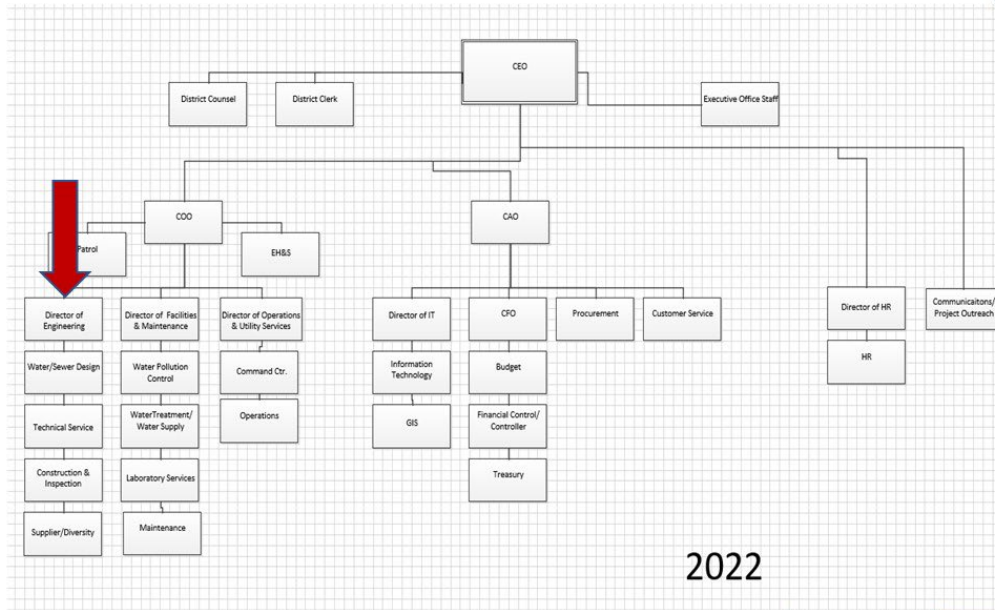 CEO
District Counsel
District Clerk
Executive Office Staff
COO
CAO
Patrol
EH&S
Director of
Engineering
Director of Facilities
& Maintenance
Director of Operations
& Utility Services
Director of IT
CFO
Procurement
Customer Service
Director of HR
Communicaitons/
Project Outreach
Water/Sewer Design
Water Pollution
Control
Command Ctr.
Information
Technology
Budget
HR
Technical Service
WaterTreatment/
Water Supply
Operations
GIS
Financial Control/
Controller
Construction &
Inspection
Laboratory Services
Treasury
Supplier/Diversity
Maintenance
2022